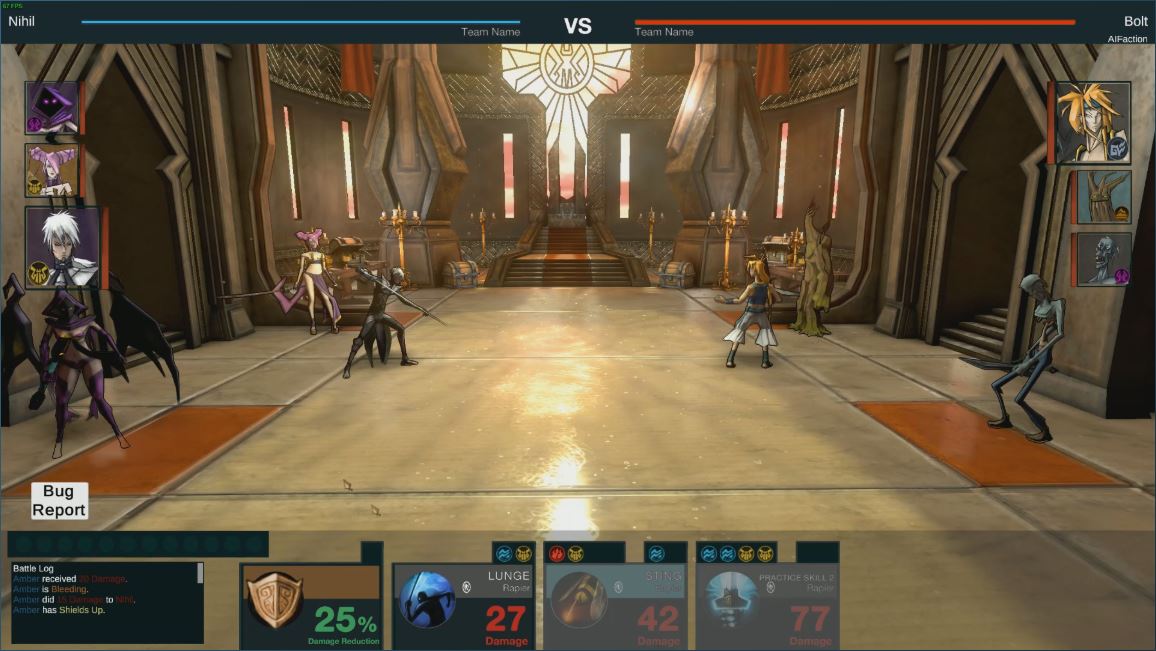 67 FPS
Nihil
VS
Bolt
Team Name
Team Name
AIFaction
Bug
Report
Battle Log
Amber received 20 Damage.
Amber is Bleeding.
Amber did 15 Damage to Nihil.
Amber has Shields Up.
25%
Damage Reduction
LUNGE
Rapier
27
Damage
STING
42
Damage
PRACTICE SKILL 2
Rapier
77
Damage